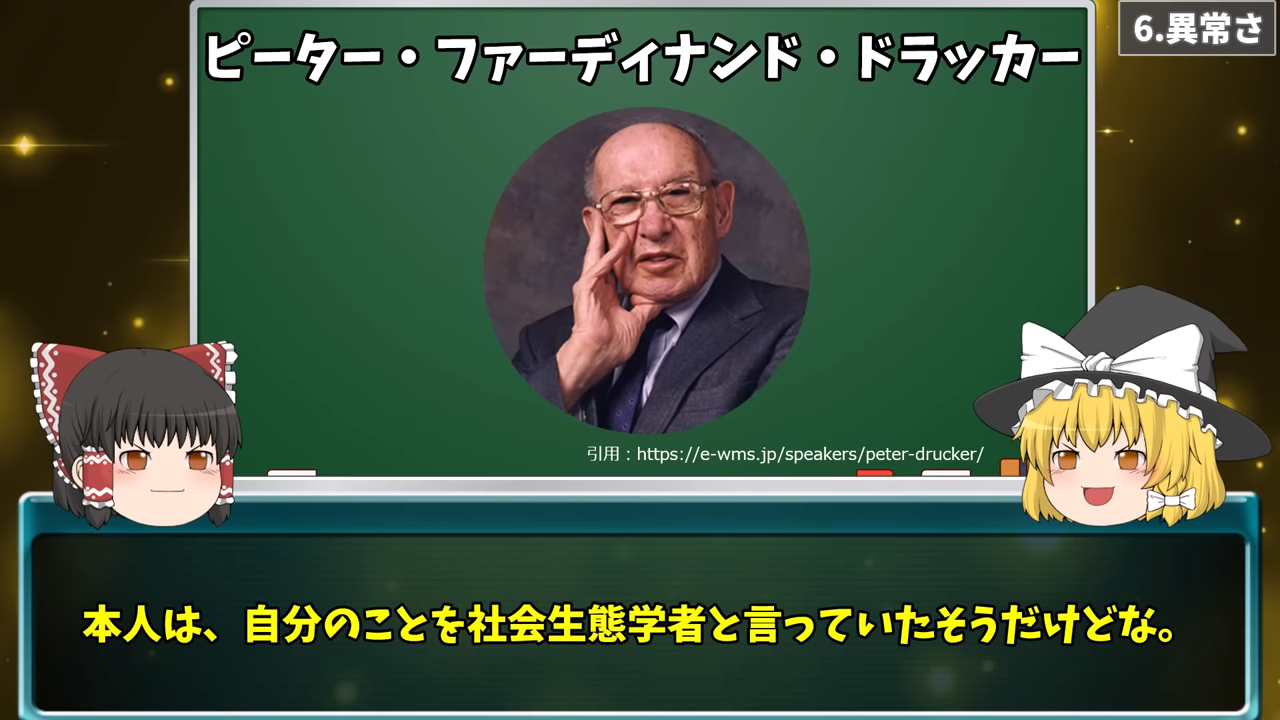 6.異常さ
ピーター・ファーディナンド・ドラッカー
引用：https://e-wms.jp/speakers/peter-drucker/
本人は、自分のことを社会生態学者と言っていたそうだけどな。